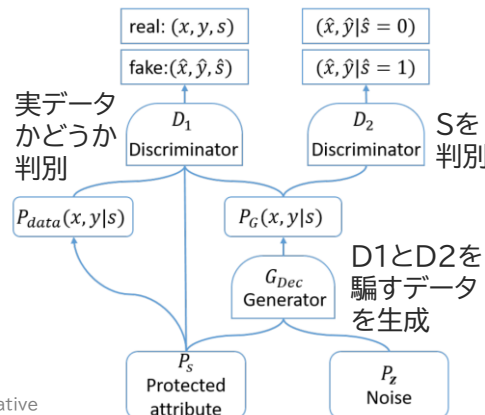 real: (x, y, s)
(x̂, ŷ|ŝ = 0)
fake:(x̂, ŷ, ŝ)
(x̂, ŷ|ŝ = 1)
実データ
かどうか
判別
D₁
Discriminator
D₂
Discriminator
Sを
判別
P_data(x, y|s)
P_G(x, y|s)
G_Dec
Generator
D1とD2を
騙すデータ
を生成
P_s
Protected
attribute
P_z
Noise
ative